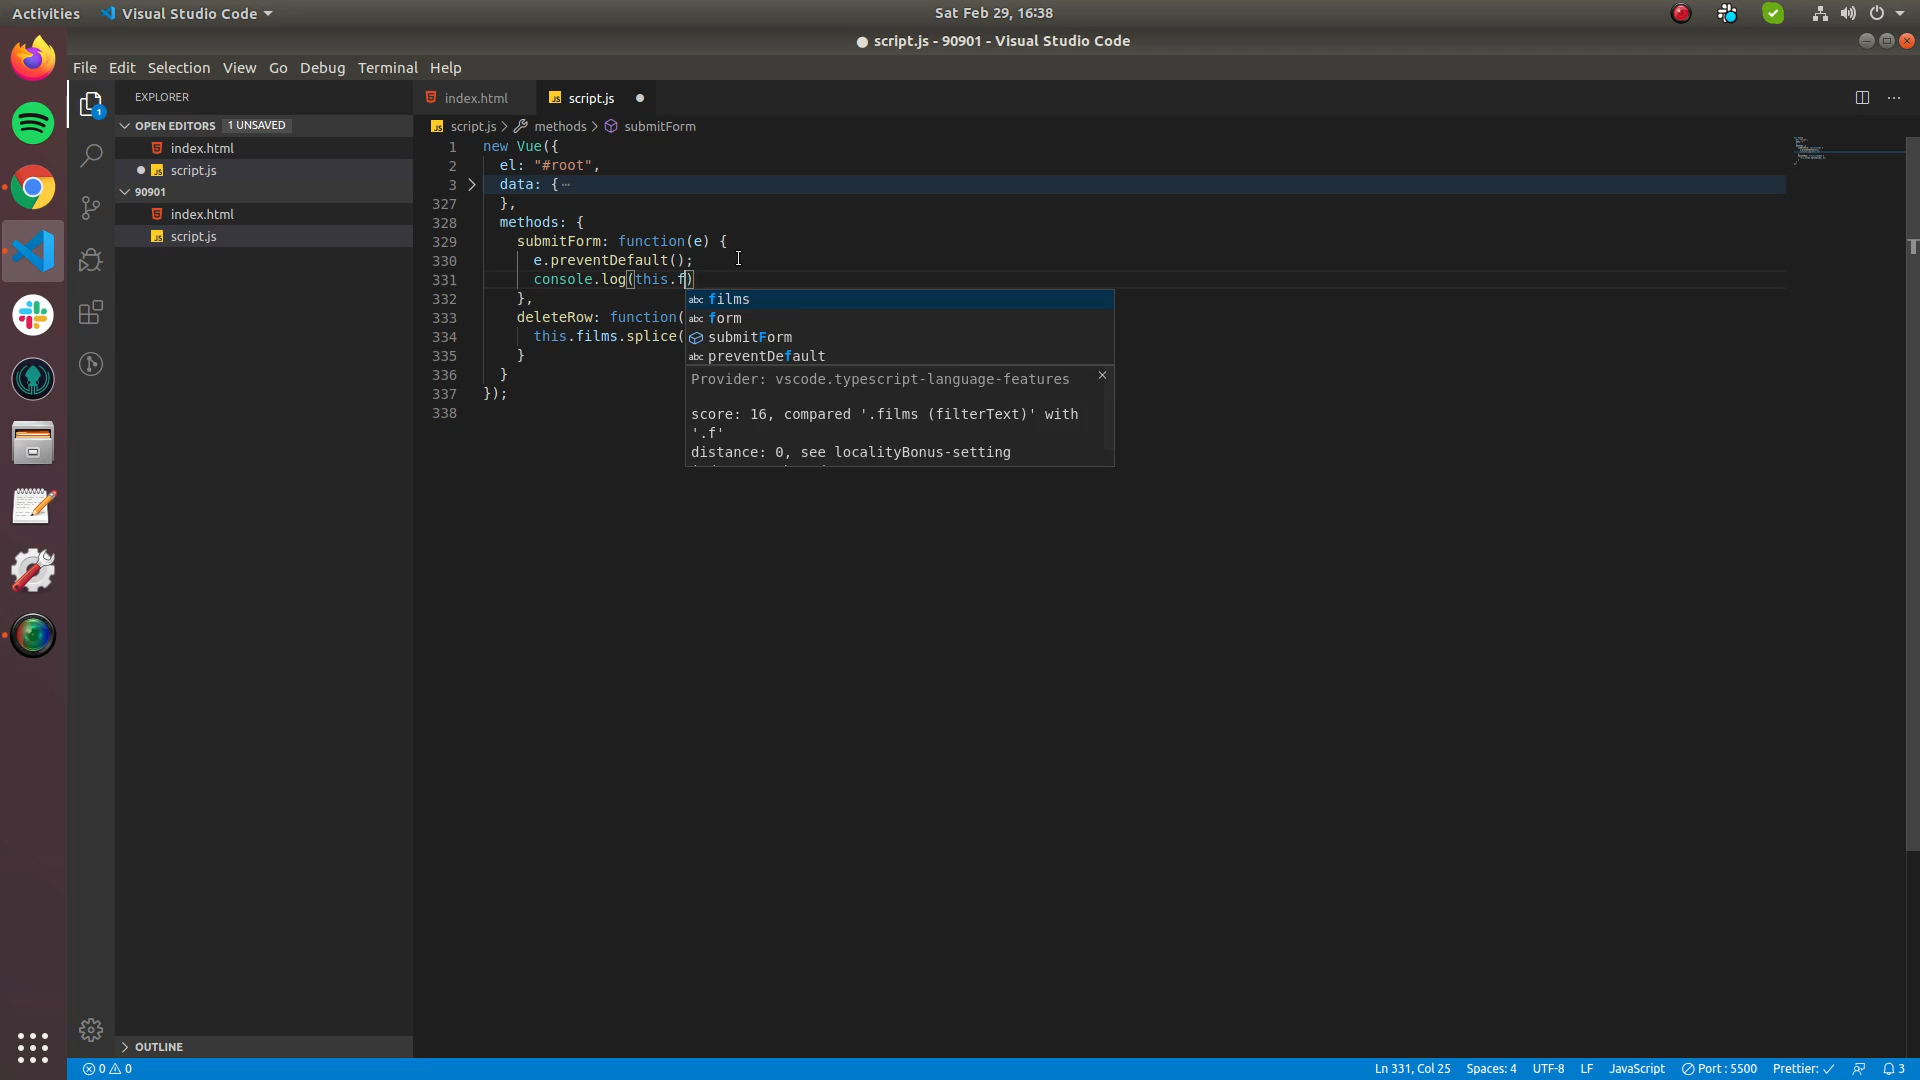 Activities
Visual Studio Code
Sat Feb 29, 16:38
● script.js - 90901 - Visual Studio Code
File Edit Selection View Go Debug Terminal Help
1
EXPLORER
OPEN EDITORS 1 UNSAVED
index.html
script.js
90901
index.html
script.js
OUTLINE
index.html
script.js
script.js > methods > submitForm
1 new Vue({
2 el: "#root",
3 data: {⋯
327 },
328 methods: {
329 submitForm: function(e) {
330 e.preventDefault();
331 console.log(this.f)
332 },
333 deleteRow: function(
334 this.films.splice(
335 }
336 }
337 });
338
abc films
abc form
submitForm
abc preventDefault
Provider: vscode.typescript-language-features
score: 16, compared '.films (filterText)' with
'.f'
distance: 0, see localityBonus-setting
0 0
Ln 331, Col 25
Spaces: 4
UTF-8
LF
JavaScript
Port : 5500
Prettier: ✓
3